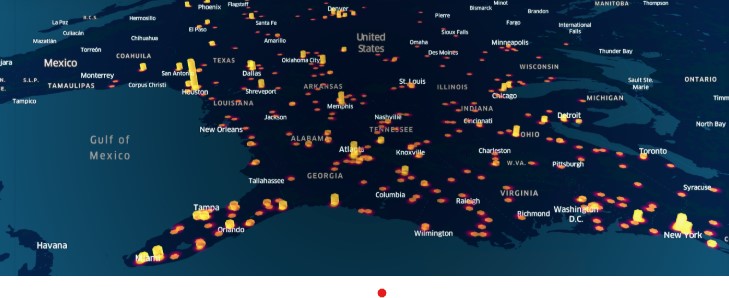 MANITOBA
Thompson
Bismarck
Minot
Brandon
Flagstaff
Phoenix
Denver
Hermosillo
B.C.S.
La Paz
Santa Fe
Pierre
Fargo
International
Falls
Culiacán
El Paso
Mazatlán
Chihuahua
Amarillo
United
States
Sioux Falls
Omaha
Minneapolis
Torreón
Des Moines
Thunder Bay
COAHUILA
TEXAS
Oklahoma City
WISCONSIN
Mexico
Monterrey
San Antonio
Dallas
St. Louis
Sault Ste.
Marie
ONTARIO
S.L.P.
TAMAULIPAS
Corpus Christi
Houston
Shreveport
ARKANSAS
ILLINOIS
Chicago
MICHIGAN
Tampico
LOUISIANA
Memphis
INDIANA
Jackson
Nashville
Cincinnati
Detroit
North Bay
New Orleans
TENNESSEE
OHIO
Gulf of
Mexico
ALABAMA
Atlanta
Knoxville
Charleston
Toronto
W.VA.
Pittsburgh
Tallahassee
GEORGIA
Columbia
VIRGINIA
Syracuse
Tampa
Raleigh
Richmond
Washington
D.C.
Orlando
Wilmington
New York
Havana
Miami